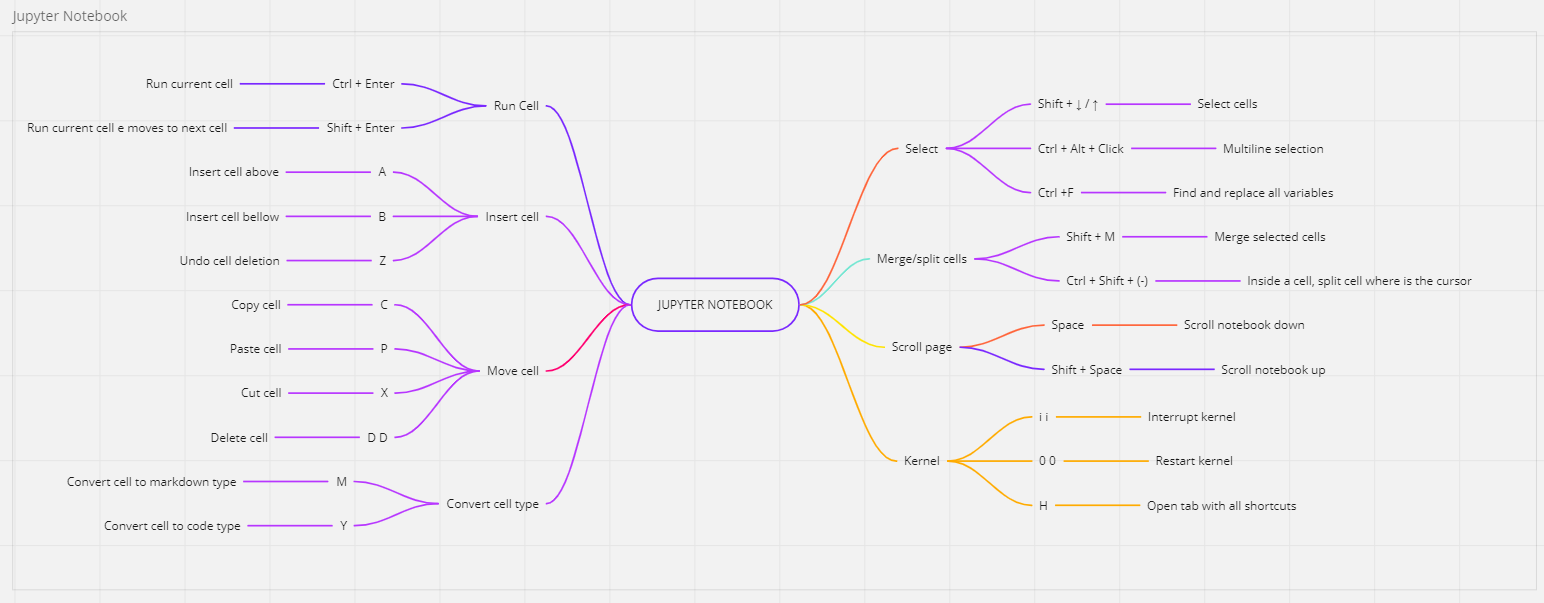 Jupyter Notebook
Run current cell
Ctrl + Enter
Run Cell
Run current cell e moves to next cell
Shift + Enter
Insert cell above
A
Insert cell
Insert cell bellow
B
Undo cell deletion
Z
Copy cell
C
Move cell
Paste cell
P
Cut cell
X
Delete cell
D D
Convert cell to markdown type
M
Convert cell type
Convert cell to code type
Y
JUPYTER NOTEBOOK
Select
Shift + ↓ / ↑
Select cells
Ctrl + Alt + Click
Multiline selection
Ctrl +F
Find and replace all variables
Merge/split cells
Shift + M
Merge selected cells
Ctrl + Shift + (-)
Inside a cell, split cell where is the cursor
Scroll page
Space
Scroll notebook down
Shift + Space
Scroll notebook up
Kernel
i i
Interrupt kernel
0 0
Restart kernel
H
Open tab with all shortcuts